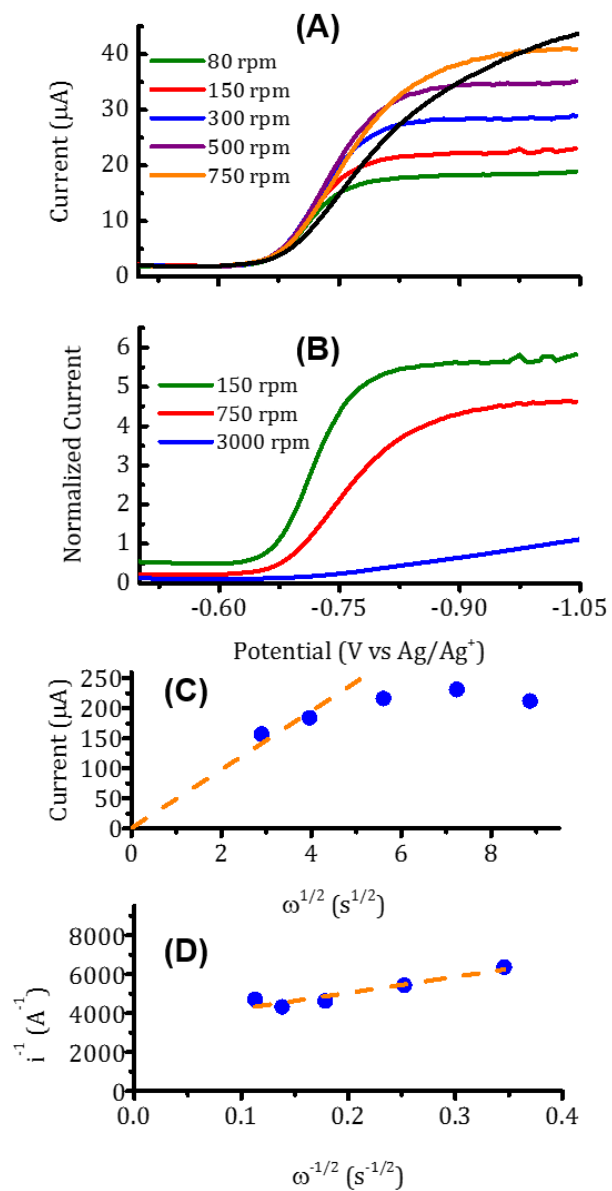 (A)
Current (μA)
40
30
20
10
0
80 rpm
150 rpm
300 rpm
500 rpm
750 rpm
(B)
Normalized Current
6
5
4
3
2
1
0
150 rpm
750 rpm
3000 rpm
-0.60 -0.75 -0.90 -1.05
Potential (V vs Ag/Ag⁺)
(C)
Current (μA)
250
200
150
100
50
0
0 2 4 6 8
ω^1/2 (s^1/2)
(D)
i^-1 (A^-1)
8000
6000
4000
2000
0
0.0 0.1 0.2 0.3 0.4
ω^-1/2 (s^-1/2)